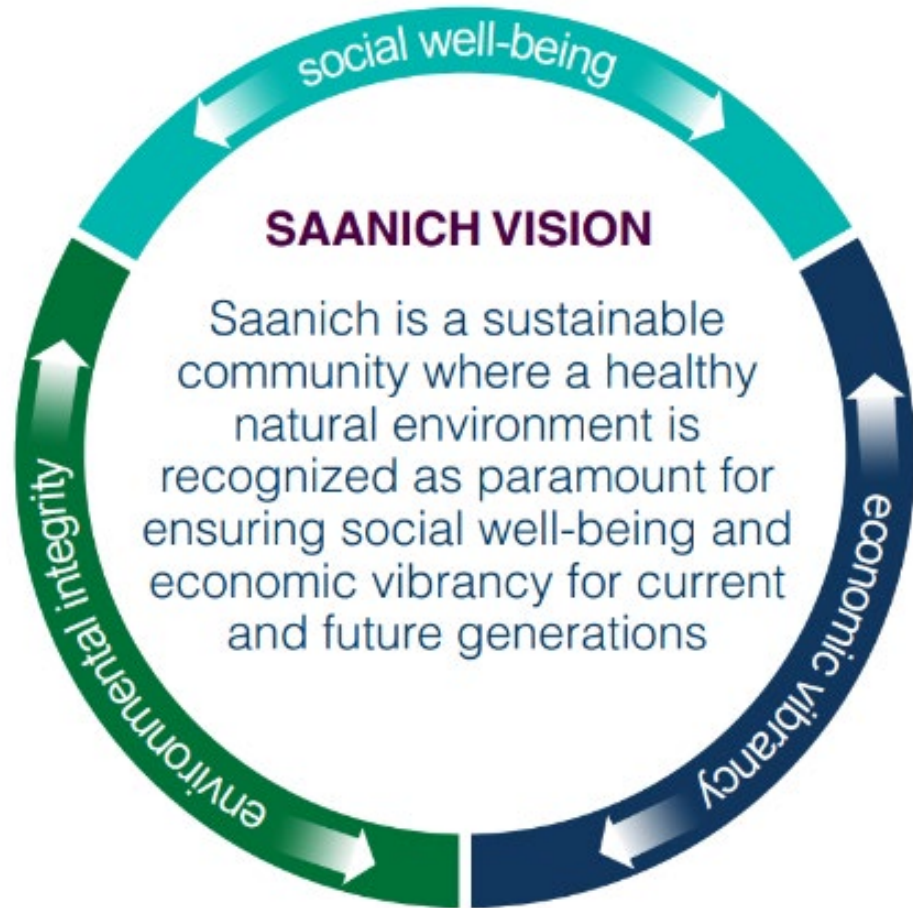 social well-being
SAANICH VISION
Saanich is a sustainable
community where a healthy
natural environment is
recognized as paramount for
ensuring social well-being and
economic vibrancy for current
and future generations
environmental integrity
economic vibrancy